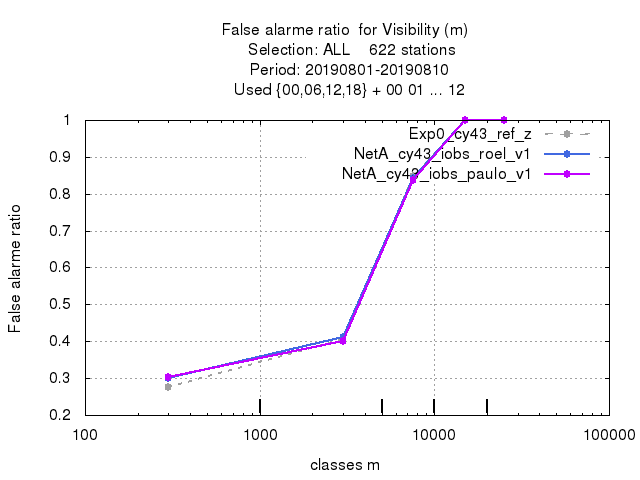 False alarme ratio  for Visibility (m)
Selection: ALL    622 stations
Period: 20190801-20190810
Used {00,06,12,18} + 00 01 ... 12
1
0.9
0.8
0.7
0.6
0.5
0.4
0.3
0.2
False alarme ratio
Exp0_cy43_ref_z
NetA_cy43_iobs_roel_v1
NetA_cy43_iobs_paulo_v1
100
1000
10000
100000
classes m